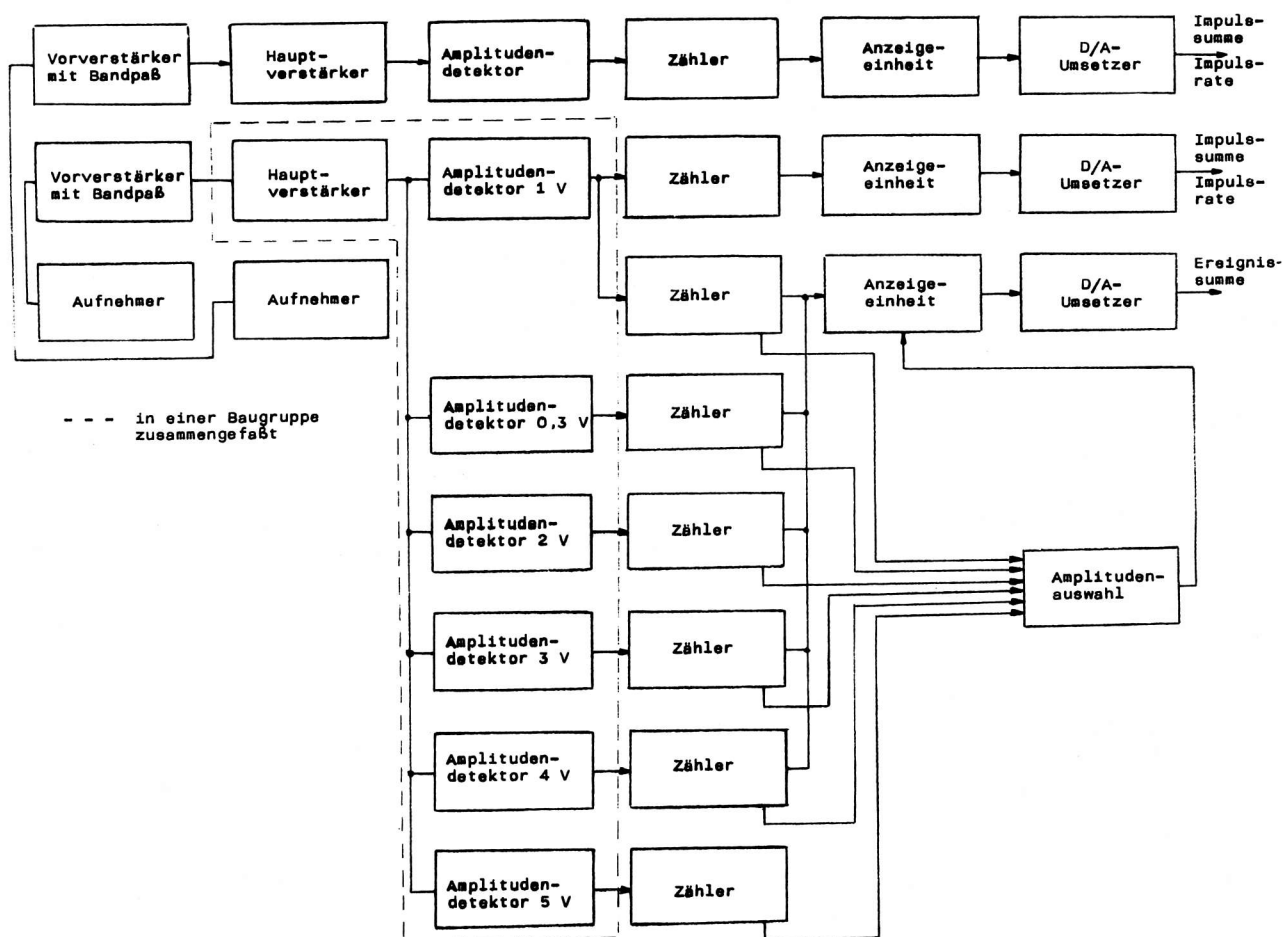 Vorverstärker
mit Bandpaß
Haupt-
verstärker
Amplituden-
detektor
Zähler
Anzeige-
einheit
D/A-
Umsetzer
Impuls-
summe
Impuls-
rate
Vorverstärker
mit Bandpaß
Haupt-
verstärker
Amplituden-
detektor 1 V
Zähler
Anzeige-
einheit
D/A-
Umsetzer
Impuls-
summe
Impuls-
rate
Aufnehmer
Aufnehmer
Zähler
Anzeige-
einheit
D/A-
Umsetzer
Ereignis-
summe
--- in einer Baugruppe
zusammengefaßt
Amplituden-
detektor 0,3 V
Zähler
Amplituden-
detektor 2 V
Zähler
Amplituden-
auswahl
Amplituden-
detektor 3 V
Zähler
Amplituden-
detektor 4 V
Zähler
Amplituden-
detektor 5 V
Zähler